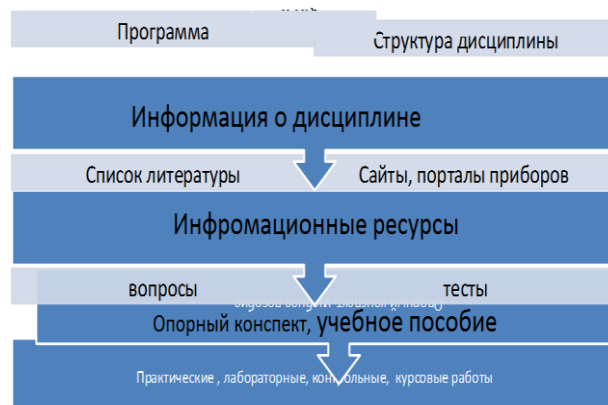 Программа
Структура дисциплины
Информация о дисциплине
Список литературы
Сайты, порталы приборов
Инфромационные ресурсы
вопросы
тесты
Опорный конспект, учебное пособие
Практические , лабораторные, контрольные, курсовые работы